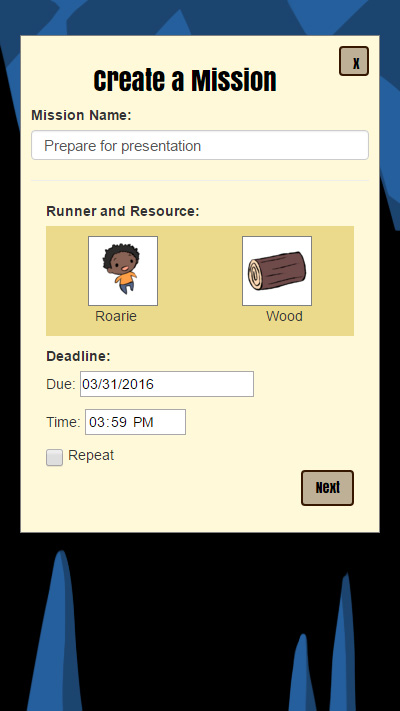 x
Create a Mission
Mission Name:
Prepare for presentation
Runner and Resource:
Roarie Wood
Deadline:
Due: 03/31/2016
Time: 03:59 PM
Repeat
Next